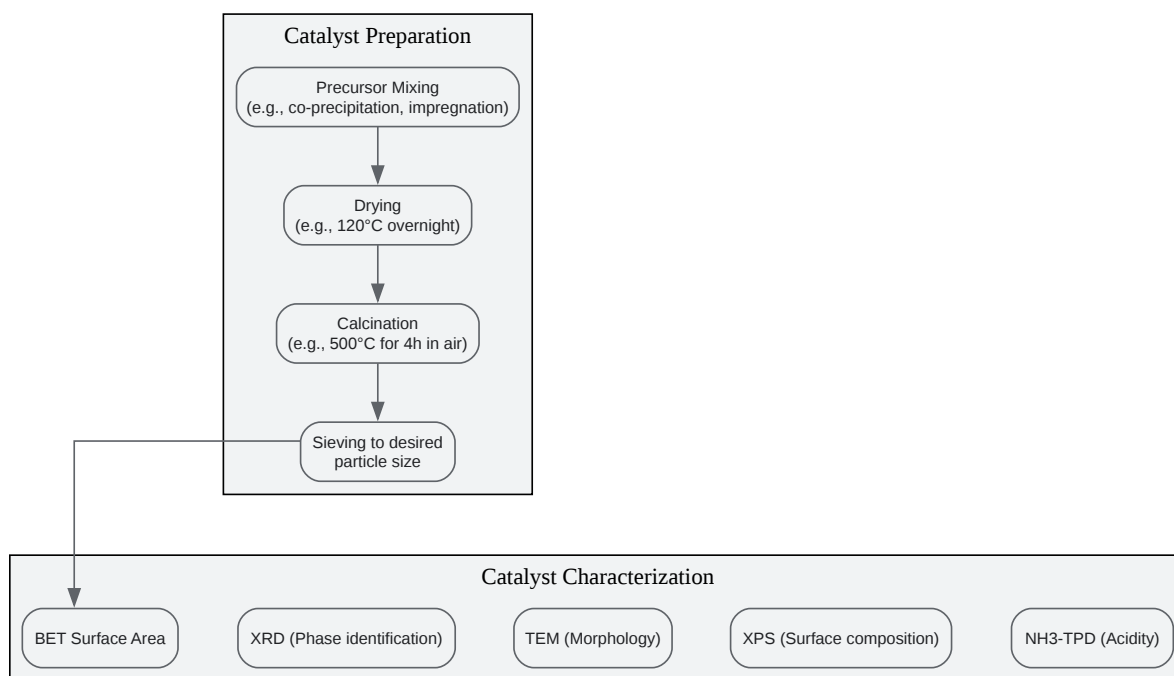 Catalyst Preparation
Precursor Mixing
(e.g., co-precipitation, impregnation)
Drying
(e.g., 120°C overnight)
Calcination
(e.g., 500°C for 4h in air)
Sieving to desired
particle size
Catalyst Characterization
BET Surface Area
XRD (Phase identification)
TEM (Morphology)
XPS (Surface composition)
NH3-TPD (Acidity)